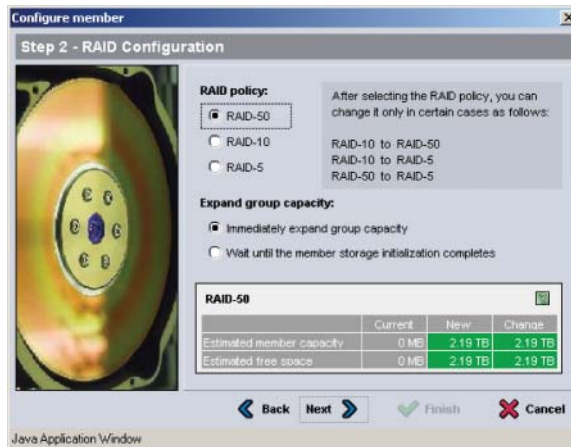 Configure member
Step 2 - RAID Configuration
RAID policy:
RAID-50
RAID-10
RAID-5
After selecting the RAID policy, you can
change it only in certain cases as follows:
RAID-10 to RAID-50
RAID-10 to RAID-5
RAID-50 to RAID-5
Expand group capacity:
Immediately expand group capacity
Wait until the member storage initialization completes
RAID-50
Current New Change
Estimated member capacity 0 MB 2.19 TB 2.19 TB
Estimated free space 0 MB 2.19 TB 2.19 TB
Back Next Finish Cancel
Java Application Window